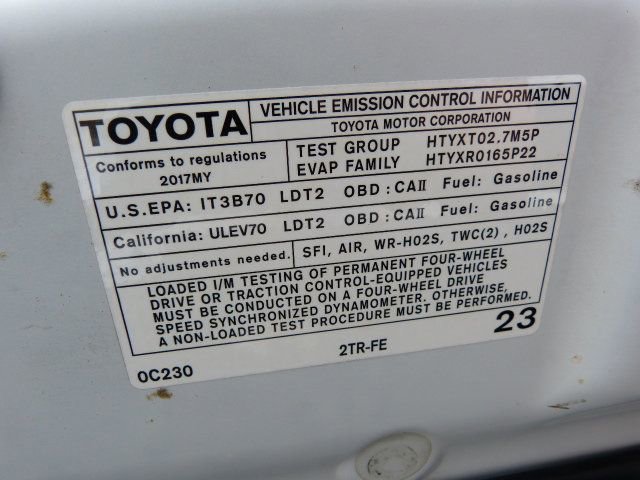 TOYOTA
VEHICLE EMISSION CONTROL INFORMATION
TOYOTA MOTOR CORPORATION
Conforms to regulations
2017MY
TEST GROUP HTYXT02.7M5P
EVAP FAMILY HTYXR0165P22
U.S.EPA: IT3B70 LDT2 OBD:CAII Fuel: Gasoline
California: ULEV70 LDT2 OBD:CAII Fuel: Gasoline
No adjustments needed.
SFI, AIR, WR-HO2S, TWC(2), HO2S
LOADED I/M TESTING OF PERMANENT FOUR-WHEEL
DRIVE OR TRACTION CONTROL-EQUIPPED VEHICLES
MUST BE CONDUCTED ON A FOUR-WHEEL DRIVE
SPEED SYNCHRONIZED DYNAMOMETER. OTHERWISE,
A NON-LOADED TEST PROCEDURE MUST BE PERFORMED.
23
0C230
2TR-FE